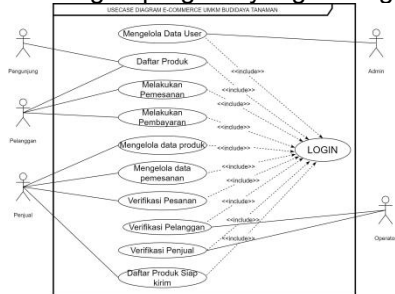 USECASE DIAGRAM E-COMMERCE UMKM BUDIDAYA TANAMAN
Mengelola Data User
Pengunjung
Daftar Produk
Admin
<<include>>
<<include>>
Melakukan
Pemesanan
<<include>>
Melakukan
Pembayaran
Pelanggan
<<include>>
Mengelola data produk
<<include>>
LOGIN
Mengelola data
pemesanan
<<include>>
<<include>>
Verifikasi Pesanan
Penjual
<<include>>
Verifikasi Pelanggan
<<include>>
Operator
Verifikasi Penjual
<<include>>
Daftar Produk Siap
kirim